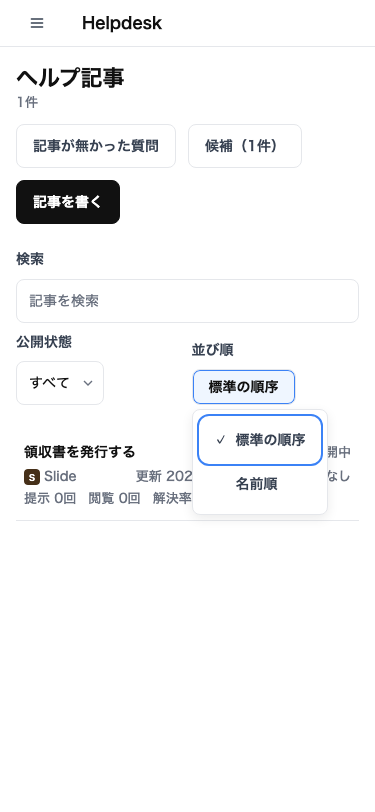 Helpdesk
ヘルプ記事
1件
記事が無かった質問
候補（1件）
記事を書く
検索
記事を検索
公開状態
並び順
すべて
標準の順序
✓ 標準の順序
名前順
領収書を発行する
開中
S Slide
更新 202
なし
提示 0回 閲覧 0回 解決率